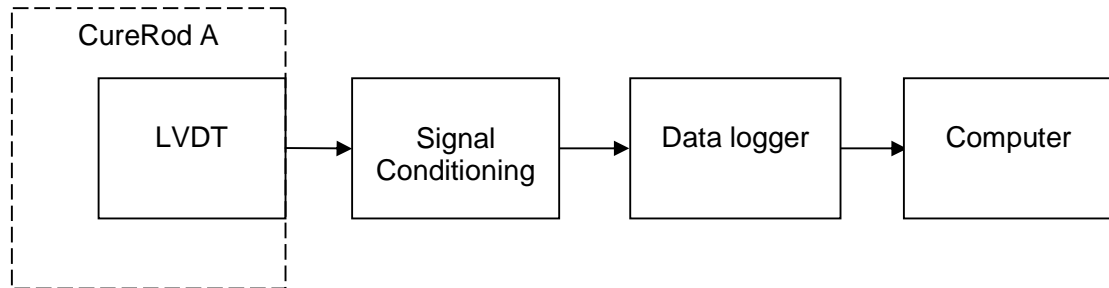 CureRod A
LVDT
Signal
Conditioning
Data logger
Computer